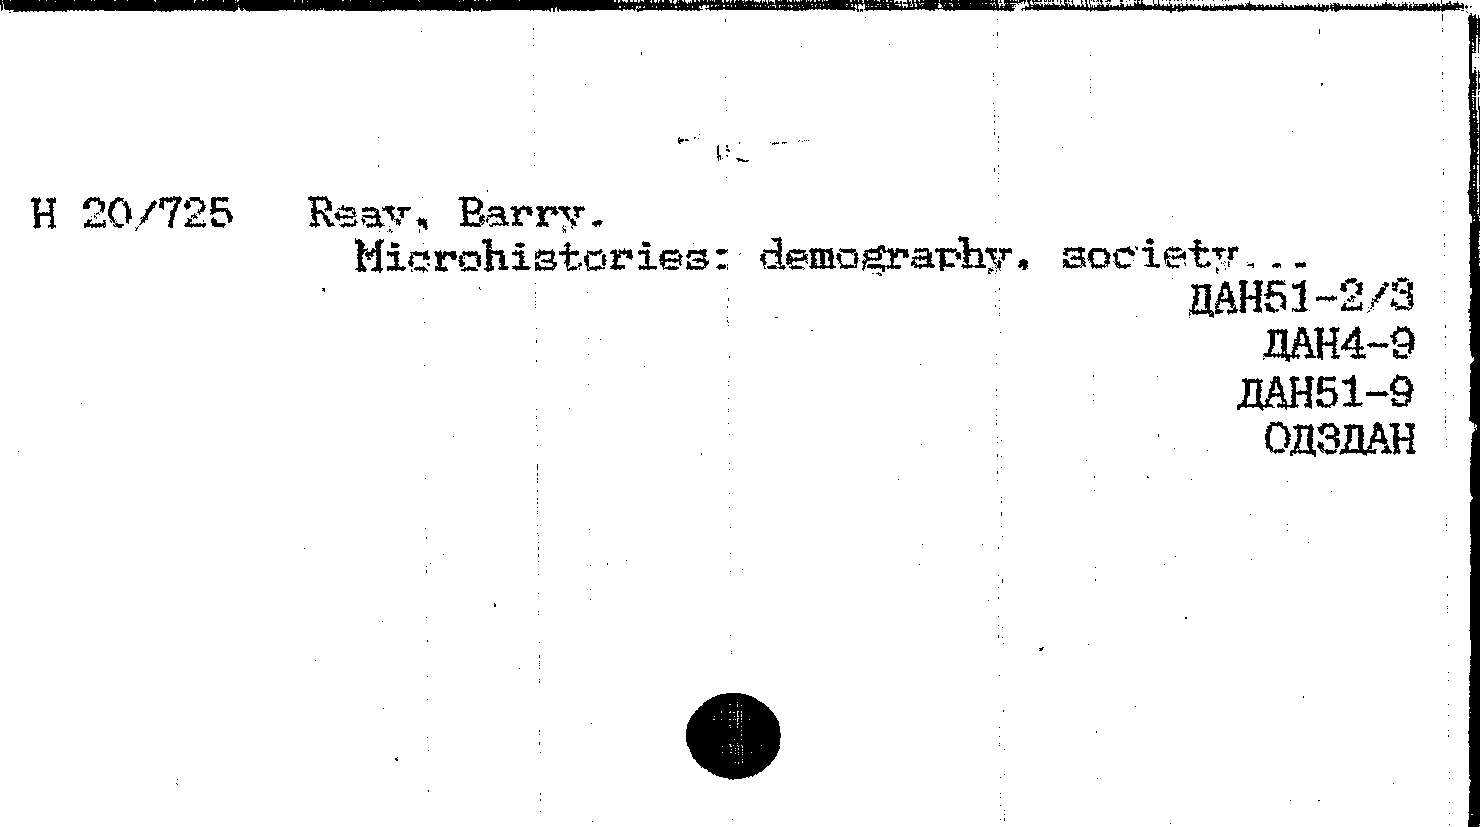 Н 20/725 Reay, Barry.
Microhistories: demography, society...
ДАН51-2/3
ДАН4-9
ДАН51-9
ОДЗДАН